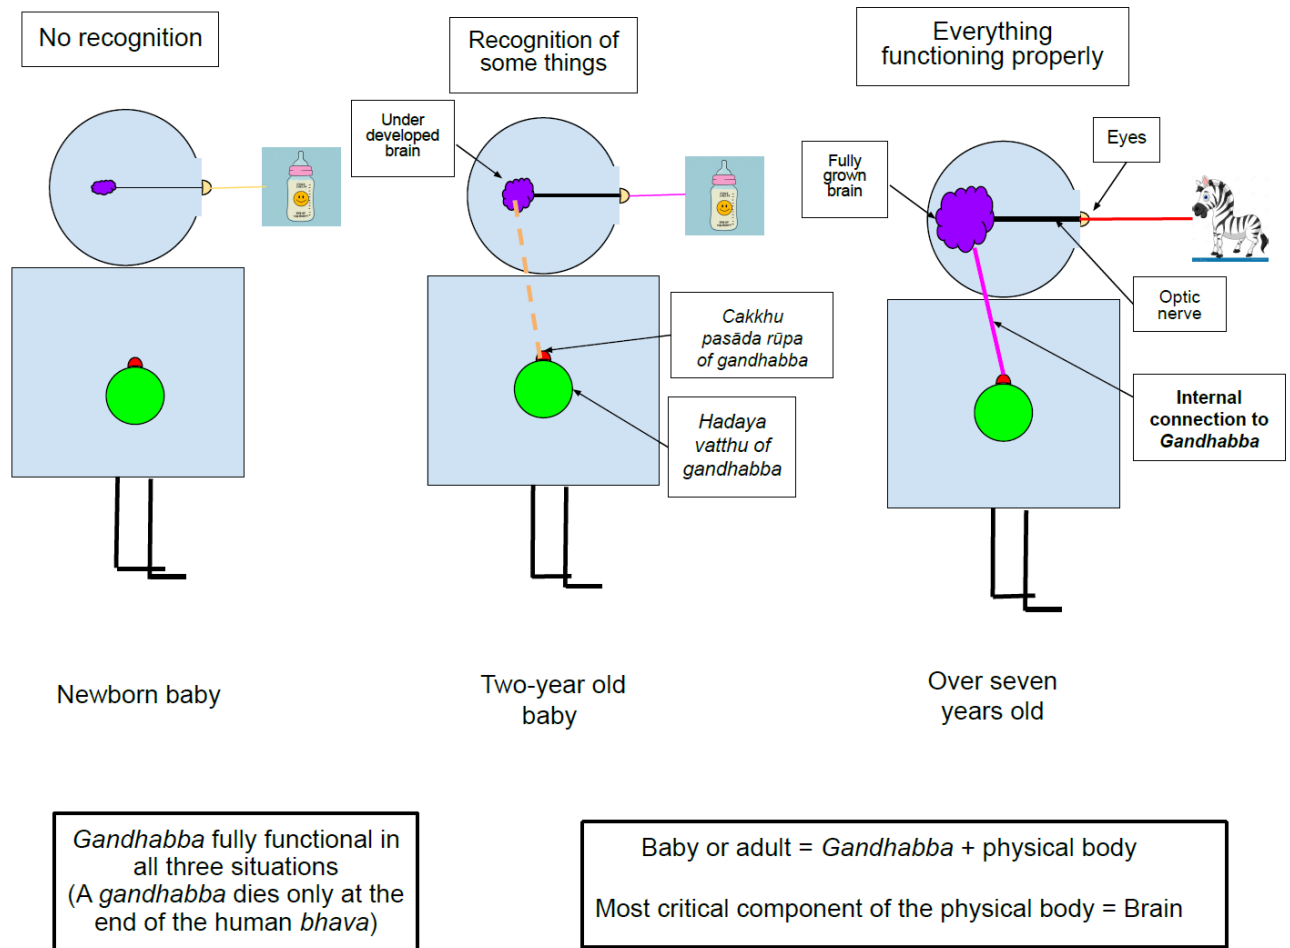 No recognition
Recognition of
some things
Everything
functioning properly
Under
developed
brain
Fully
grown
brain
Eyes
Optic
nerve
Cakkhu
pasāda rūpa
of gandhabba
Hadaya
vatthu of
gandhabba
Internal
connection to
Gandhabba
Newborn baby
Two-year old
baby
Over seven
years old
Gandhabba fully functional in
all three situations
(A gandhabba dies only at the
end of the human bhava)
Baby or adult = Gandhabba + physical body
Most critical component of the physical body = Brain